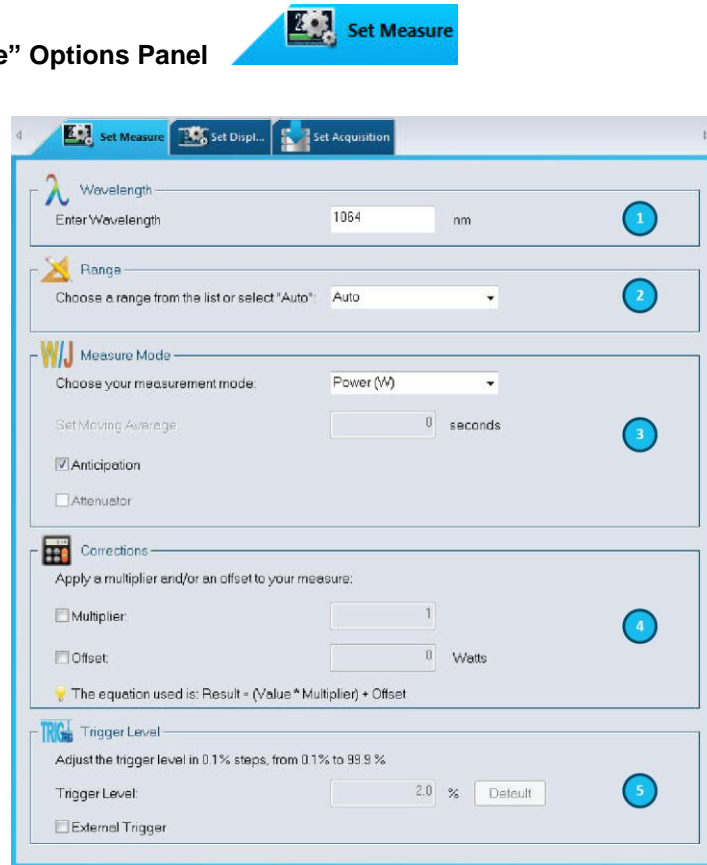 Set Measure
e” Options Panel
Set Measure Set Displ... Set Acquisition
λ Wavelength
Enter Wavelength 1064 nm 1
Range
Choose a range from the list or select "Auto": Auto 2
W/J Measure Mode
Choose your measurement mode: Power (W)
Set Moving Average 0 seconds 3
Anticipation
Attenuator
Corrections
Apply a multiplier and/or an offset to your measure:
Multiplier: 1 4
Offset: 0 Watts
The equation used is: Result = (Value * Multiplier) + Offset
TRIG Trigger Level
Adjust the trigger level in 0.1% steps, from 0.1% to 99.9 %
Trigger Level: 2.0 % Default 5
External Trigger